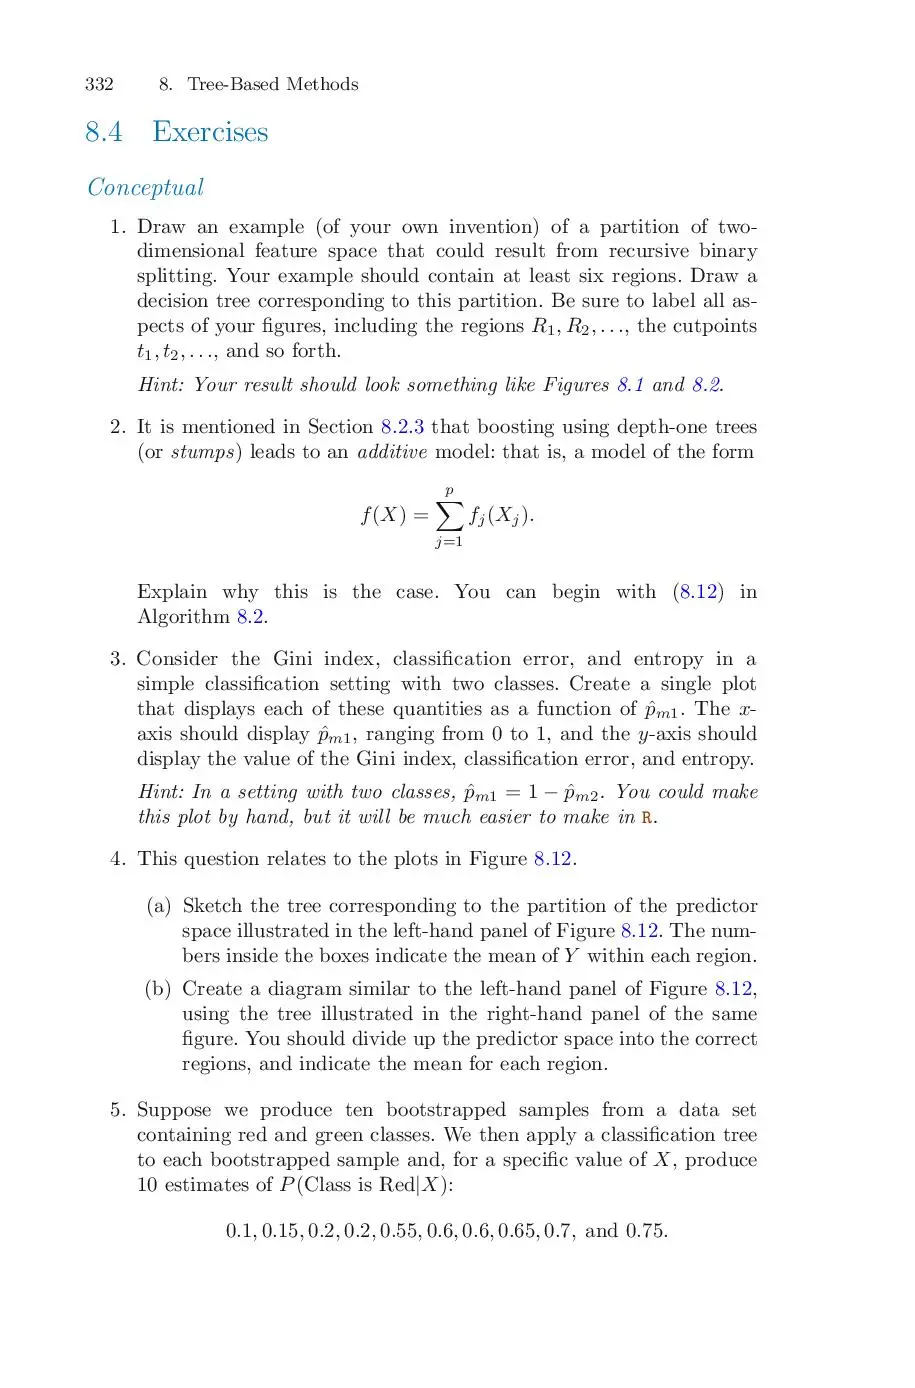 332 8. Tree-Based Methods
8.4 Exercises
Conceptual
1. Draw an example (of your own invention) of a partition of two-
dimensional feature space that could result from recursive binary
splitting. Your example should contain at least six regions. Draw a
decision tree corresponding to this partition. Be sure to label all as-
pects of your figures, including the regions R₁, R₂, . . ., the cutpoints
t₁, t₂, . . ., and so forth.
Hint: Your result should look something like Figures 8.1 and 8.2.
2. It is mentioned in Section 8.2.3 that boosting using depth-one trees
(or stumps) leads to an additive model: that is, a model of the form
p
f(X) = ∑ fⱼ(Xⱼ).
j=1
Explain why this is the case. You can begin with (8.12) in
Algorithm 8.2.
3. Consider the Gini index, classification error, and entropy in a
simple classification setting with two classes. Create a single plot
that displays each of these quantities as a function of p̂ₘ₁. The x-
axis should display p̂ₘ₁, ranging from 0 to 1, and the y-axis should
display the value of the Gini index, classification error, and entropy.
Hint: In a setting with two classes, p̂ₘ₁ = 1 − p̂ₘ₂. You could make
this plot by hand, but it will be much easier to make in R.
4. This question relates to the plots in Figure 8.12.
(a) Sketch the tree corresponding to the partition of the predictor
space illustrated in the left-hand panel of Figure 8.12. The num-
bers inside the boxes indicate the mean of Y within each region.
(b) Create a diagram similar to the left-hand panel of Figure 8.12,
using the tree illustrated in the right-hand panel of the same
figure. You should divide up the predictor space into the correct
regions, and indicate the mean for each region.
5. Suppose we produce ten bootstrapped samples from a data set
containing red and green classes. We then apply a classification tree
to each bootstrapped sample and, for a specific value of X, produce
10 estimates of P(Class is Red|X):
0.1, 0.15, 0.2, 0.2, 0.55, 0.6, 0.6, 0.65, 0.7, and 0.75.